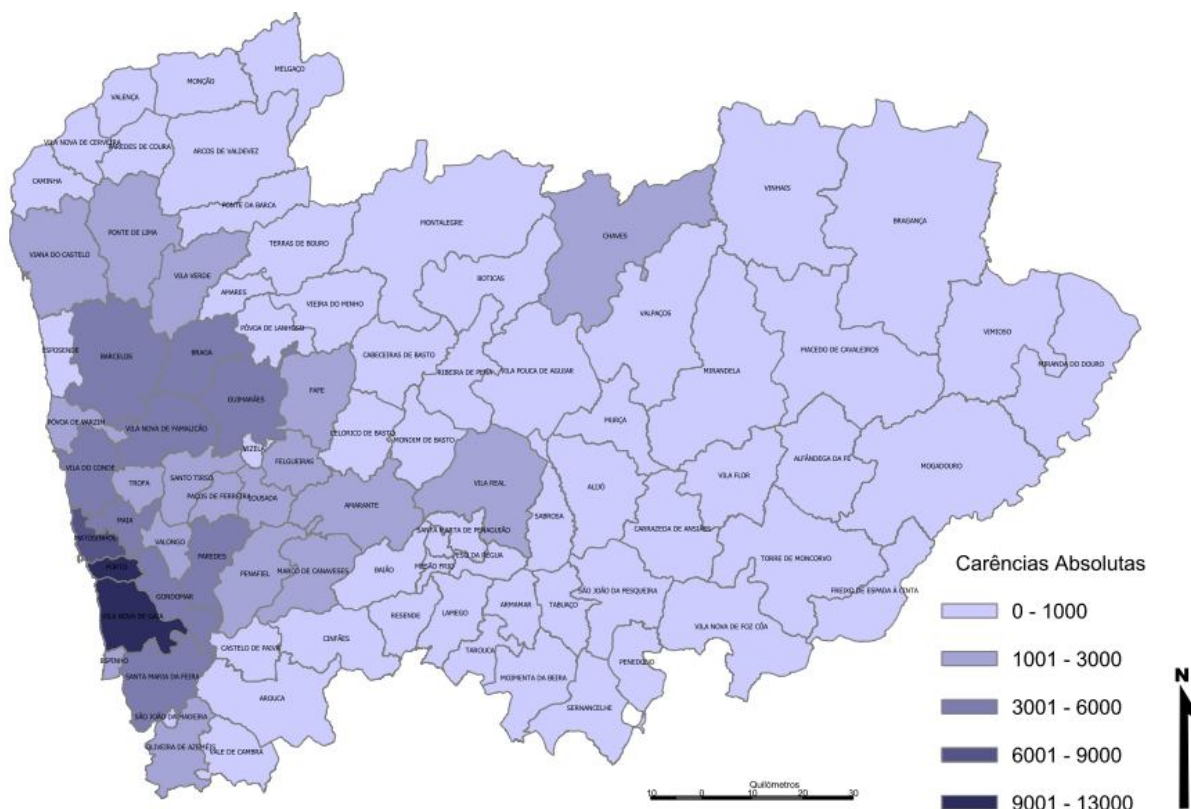 MELGAÇO
MONÇÃO
VALENÇA
VILA NOVA DE CERVEIRA
PAREDES DE COURA
ARCOS DE VALDEVEZ
CAMINHA
PONTE DA BARCA
VINHAIS
BRAGANÇA
MONTALEGRE
CHAVES
PONTE DE LIMA
TERRAS DE BOURO
VIANA DO CASTELO
VILA VERDE
BOTICAS
AMARES
VIEIRA DO MINHO
VALPAÇOS
PÓVOA DE LANHOSO
VIMIOSO
ESPOSENDE
BARCELOS
BRAGA
CABECEIRAS DE BASTO
MACEDO DE CAVALEIROS
MIRANDA DO DOURO
RIBEIRA DE PENA
VILA POUCA DE AGUIAR
MIRANDELA
FAFE
GUIMARÃES
PÓVOA DE VARZIM
MURÇA
VILA NOVA DE FAMALICÃO
CELORICO DE BASTO
MONDIM DE BASTO
VIZELA
ALFÂNDEGA DA FÉ
FELGUEIRAS
MOGADOURO
VILA DO CONDE
SANTO TIRSO
VILA FLOR
TROFA
VILA REAL
ALIJÓ
PAÇOS DE FERREIRA
LOUSADA
AMARANTE
SABROSA
MAIA
CARRAZEDA DE ANSIÃES
SANTA MARTA DE PENAGUIÃO
MATOSINHOS
VALONGO
PAREDES
PESO DA RÉGUA
TORRE DE MONCORVO
PORTO
MESÃO FRIO
BAIÃO
PENAFIEL
MARCO DE CANAVESES
FREIXO DE ESPADA À CINTA
SÃO JOÃO DA PESQUEIRA
GONDOMAR
ARMAMAR
TABUAÇO
VILA NOVA DE GAIA
RESENDE
LAMEGO
VILA NOVA DE FOZ CÔA
CINFÃES
CASTELO DE PAIVA
TAROUCA
ESPINHO
PENEDONO
SANTA MARIA DA FEIRA
MOIMENTA DA BEIRA
AROUCA
SERNANCELHE
SÃO JOÃO DA MADEIRA
OLIVEIRA DE AZEMÉIS
VALE DE CAMBRA
Carências Absolutas
0 - 1000
1001 - 3000
3001 - 6000
6001 - 9000
9001 - 13000
N
Quilómetros
10 0 10 20 30